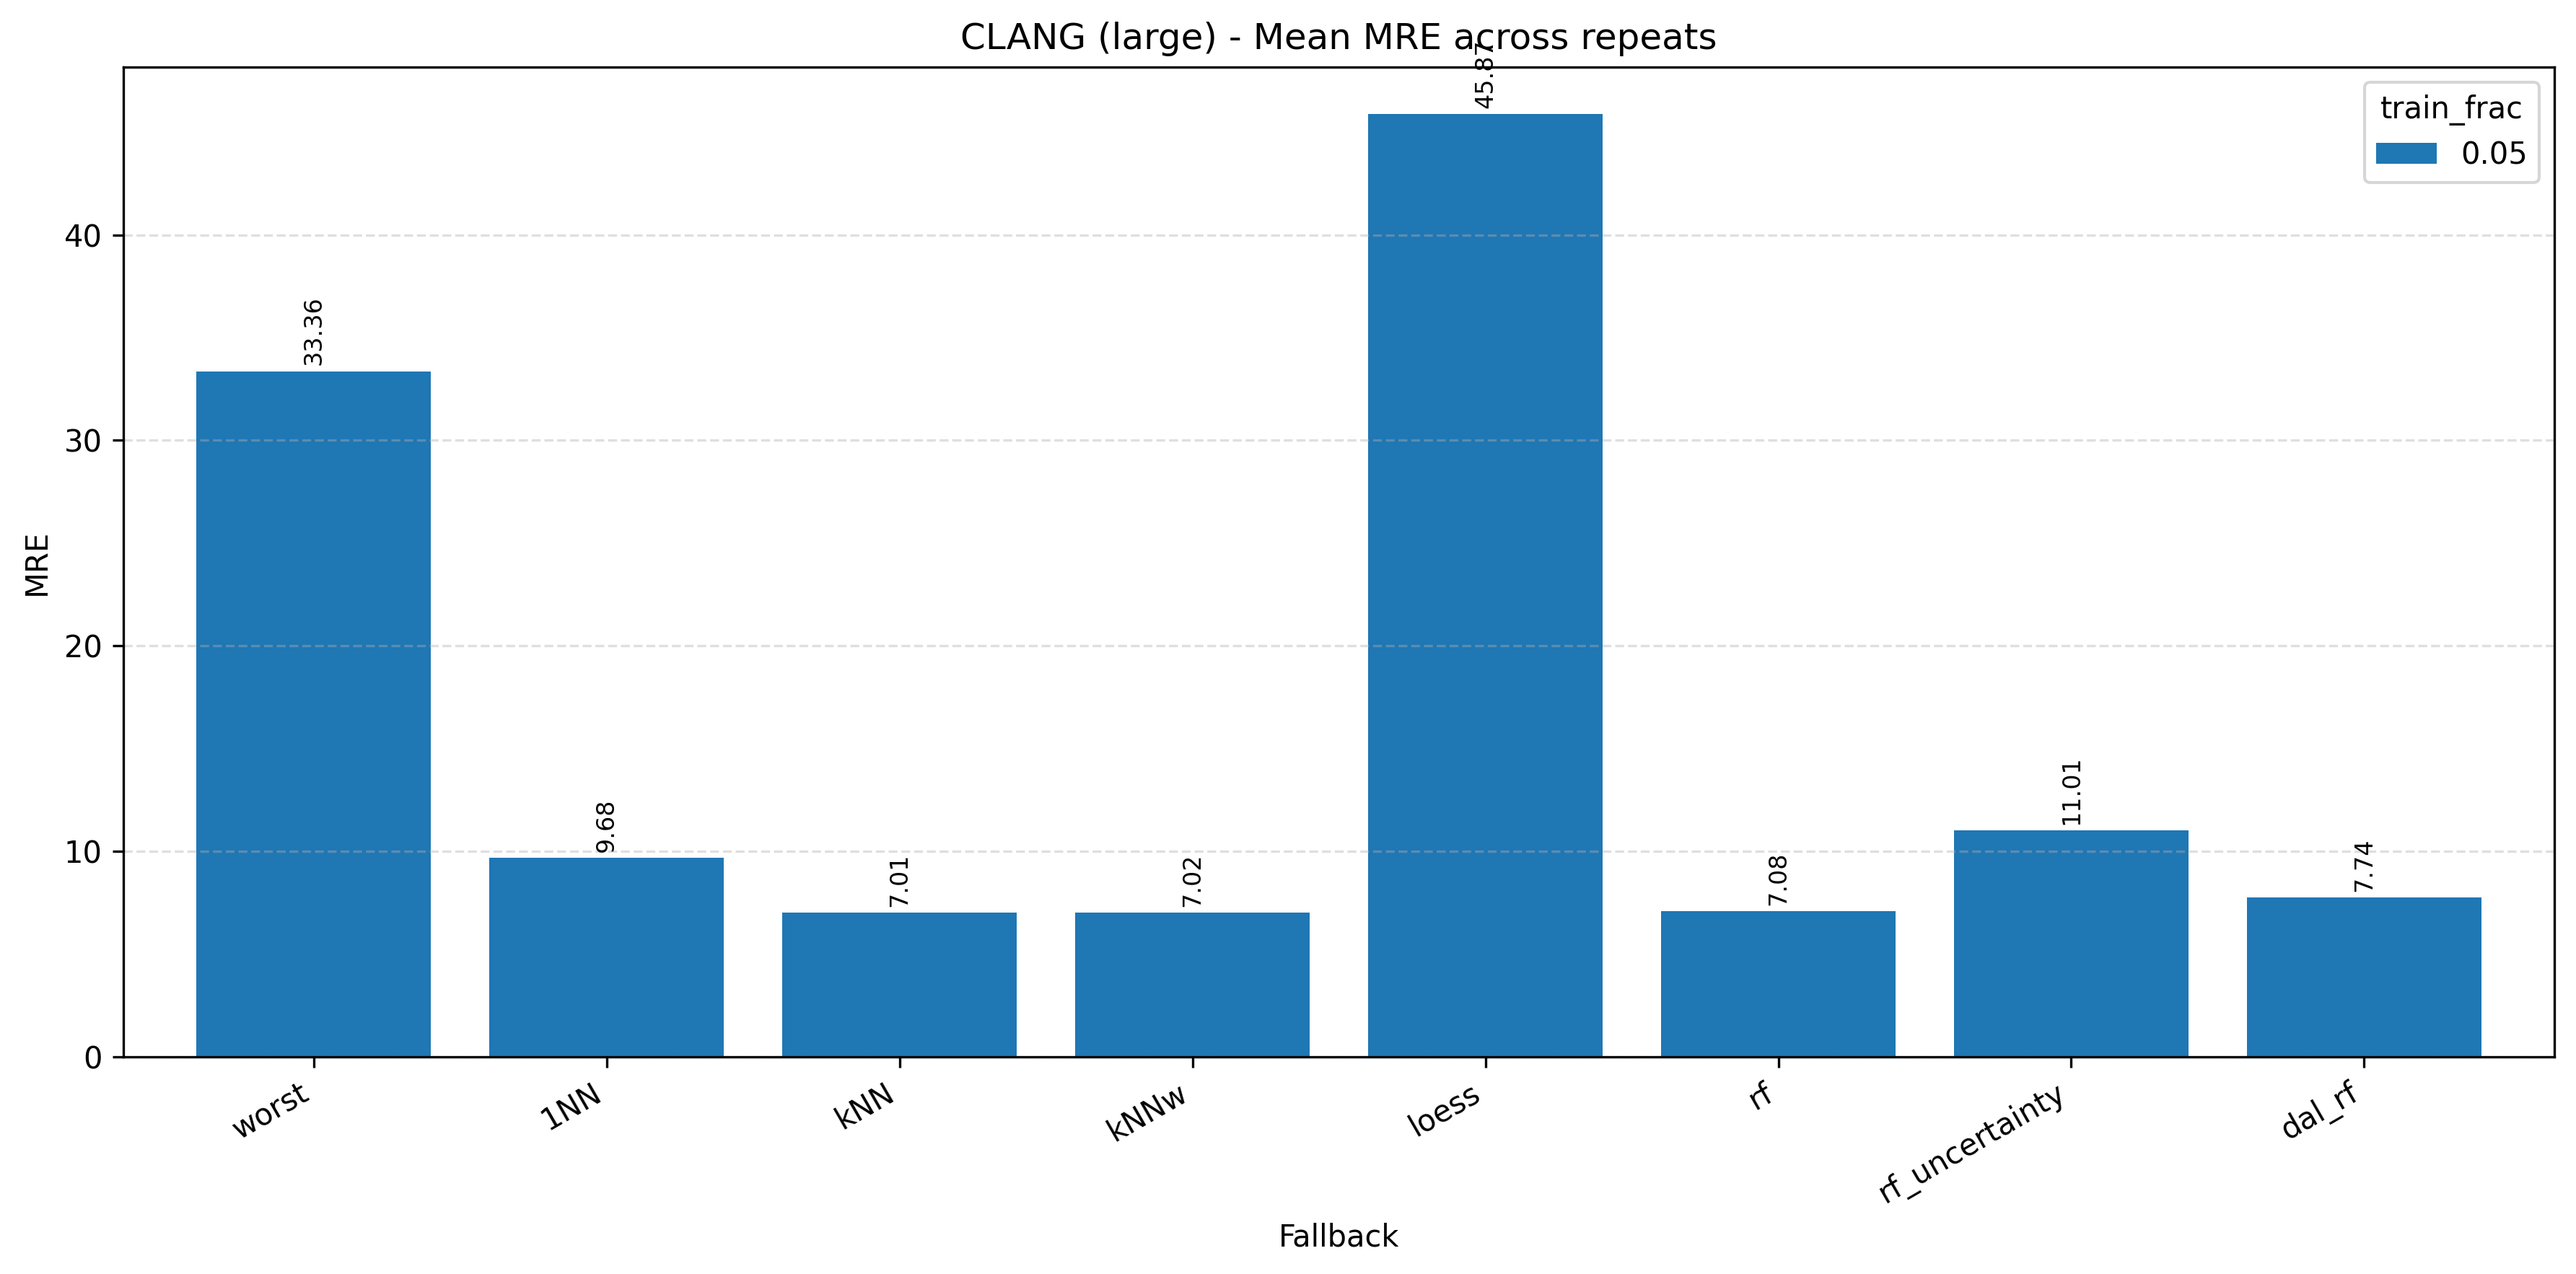 CLANG (large) - Mean MRE across repeats
train_frac
0.05
MRE
40
30
20
10
0
33.36
9.68
7.01
7.02
45.87
7.08
11.01
7.74
worst
1NN
kNN
kNNw
loess
rf
rf_uncertainty
dal_rf
Fallback